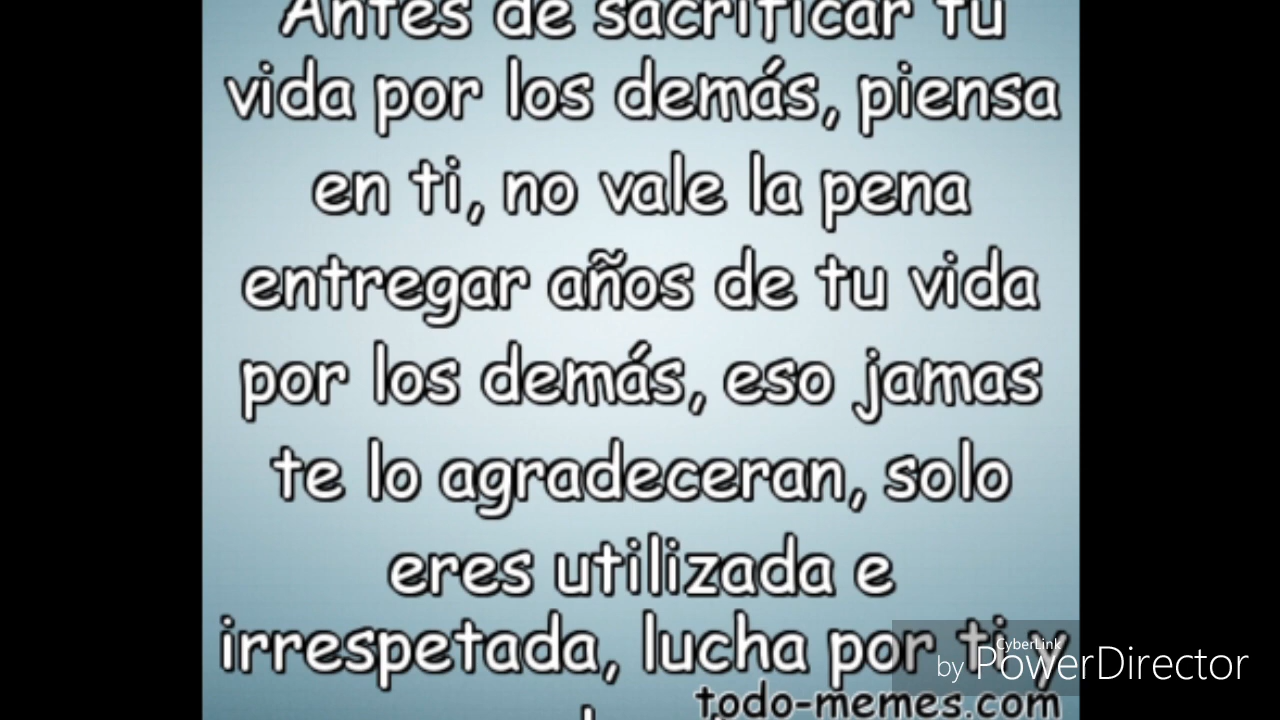 Antes de sacrificar tu
vida por los demás, piensa
en ti, no vale la pena
entregar años de tu vida
por los demás, eso jamas
te lo agradeceran, solo
eres utilizada e
irrespetada, lucha por ti y
CyberLink
by PowerDirector
todo-memes.com